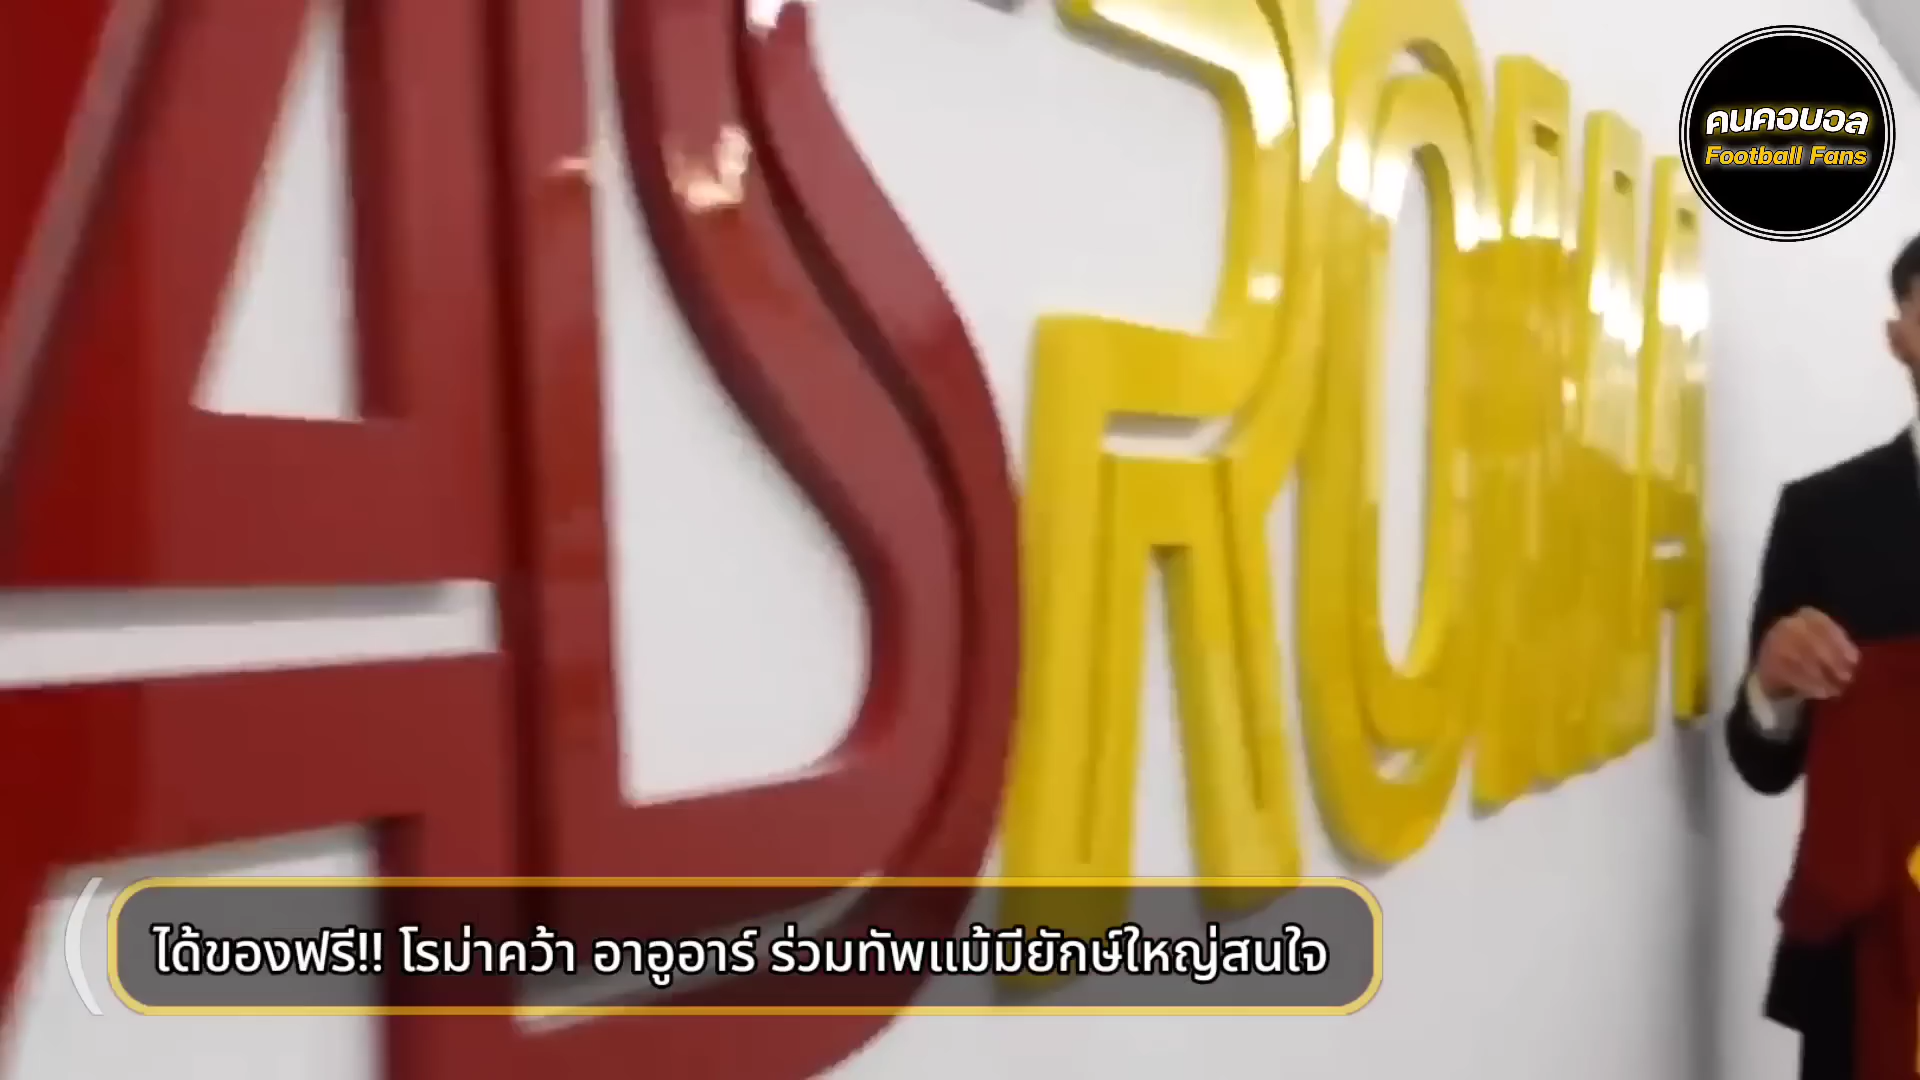 AS ROMA
คนคอบอล
Football Fans
ได้ของฟรี!! โรม่าคว้า อาอูอาร์ ร่วมทัพแม้มียักษ์ใหญ่สนใจ